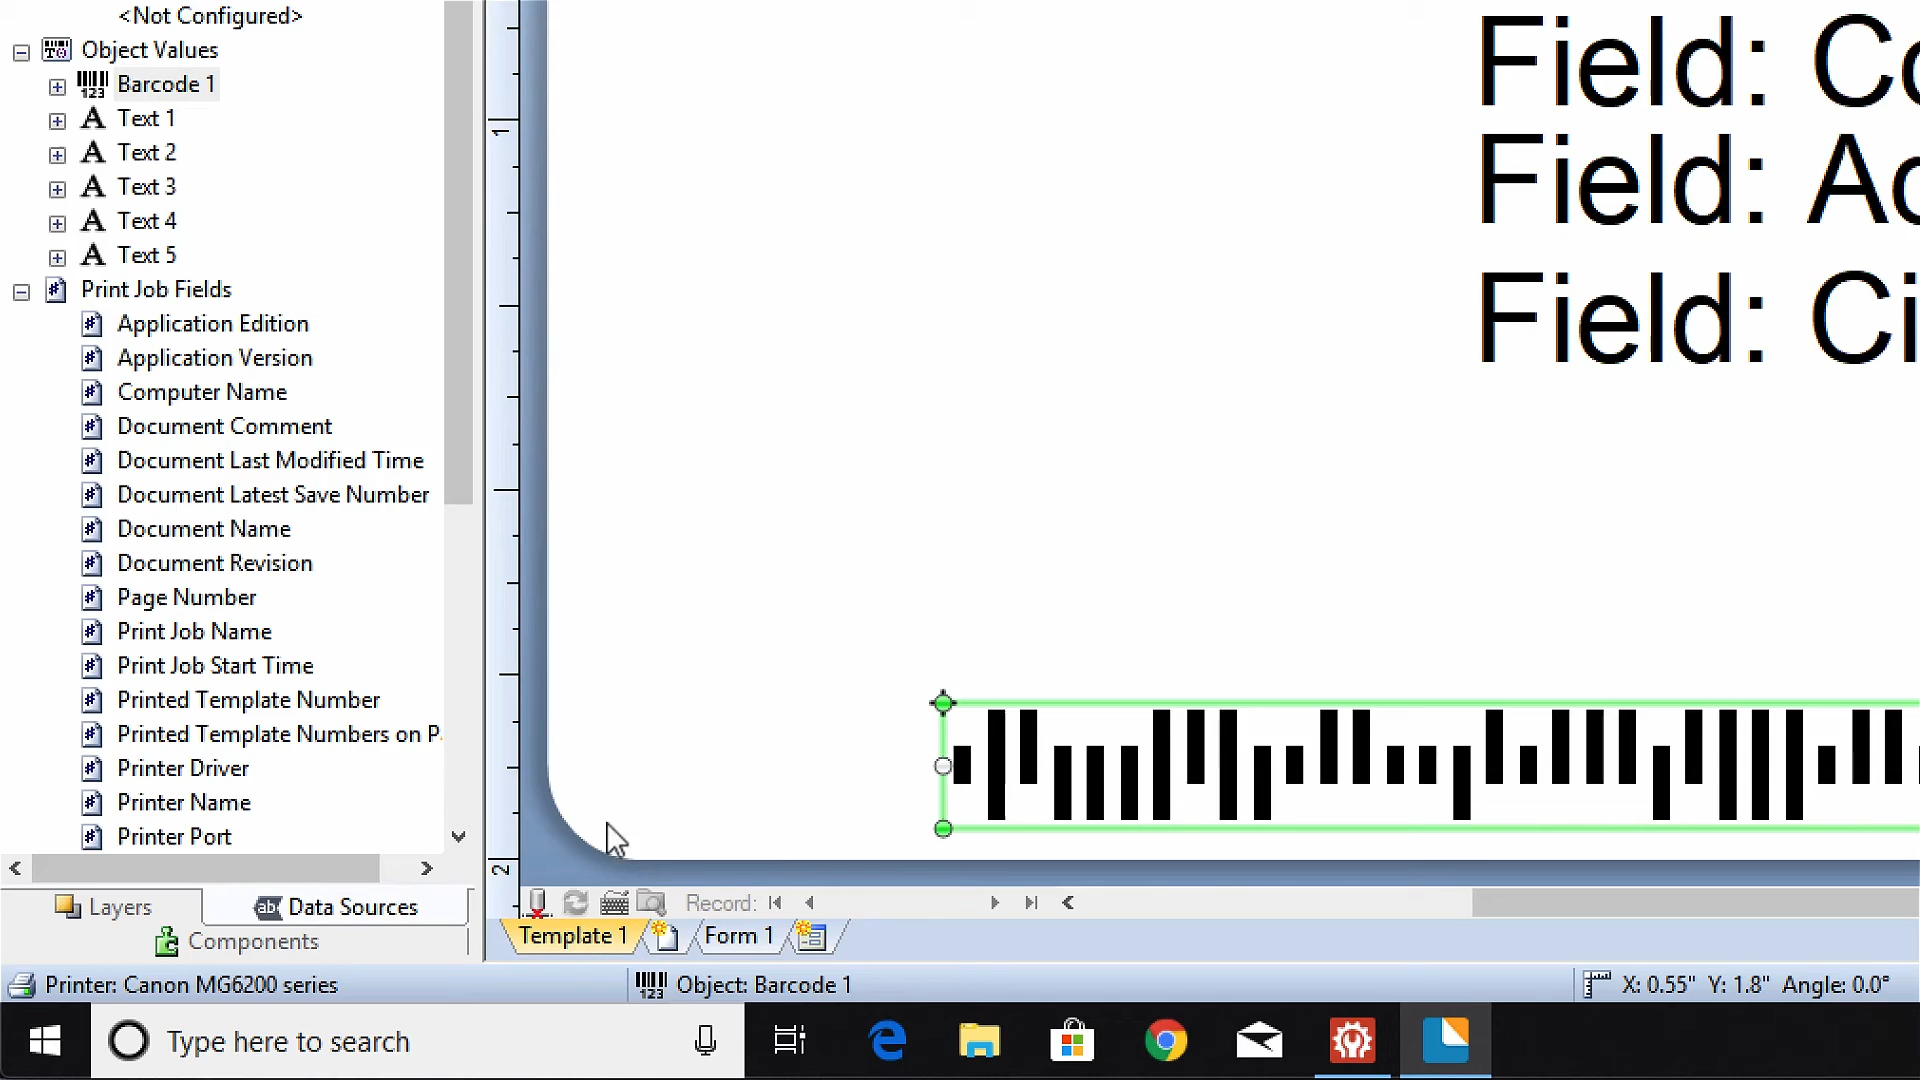 <Not Configured>
Object Values
Barcode 1
Text 1
Text 2
Text 3
Text 4
Text 5
Print Job Fields
Application Edition
Application Version
Computer Name
Document Comment
Document Last Modified Time
Document Latest Save Number
Document Name
Document Revision
Page Number
Print Job Name
Print Job Start Time
Printed Template Number
Printed Template Numbers on P
Printer Driver
Printer Name
Printer Port
Layers
Data Sources
Components
1
2
Field: Co
Field: Ad
Field: Ci
Record:
Template 1
Form 1
Printer: Canon MG6200 series
Object: Barcode 1
X: 0.55" Y: 1.8" Angle: 0.0°
Type here to search